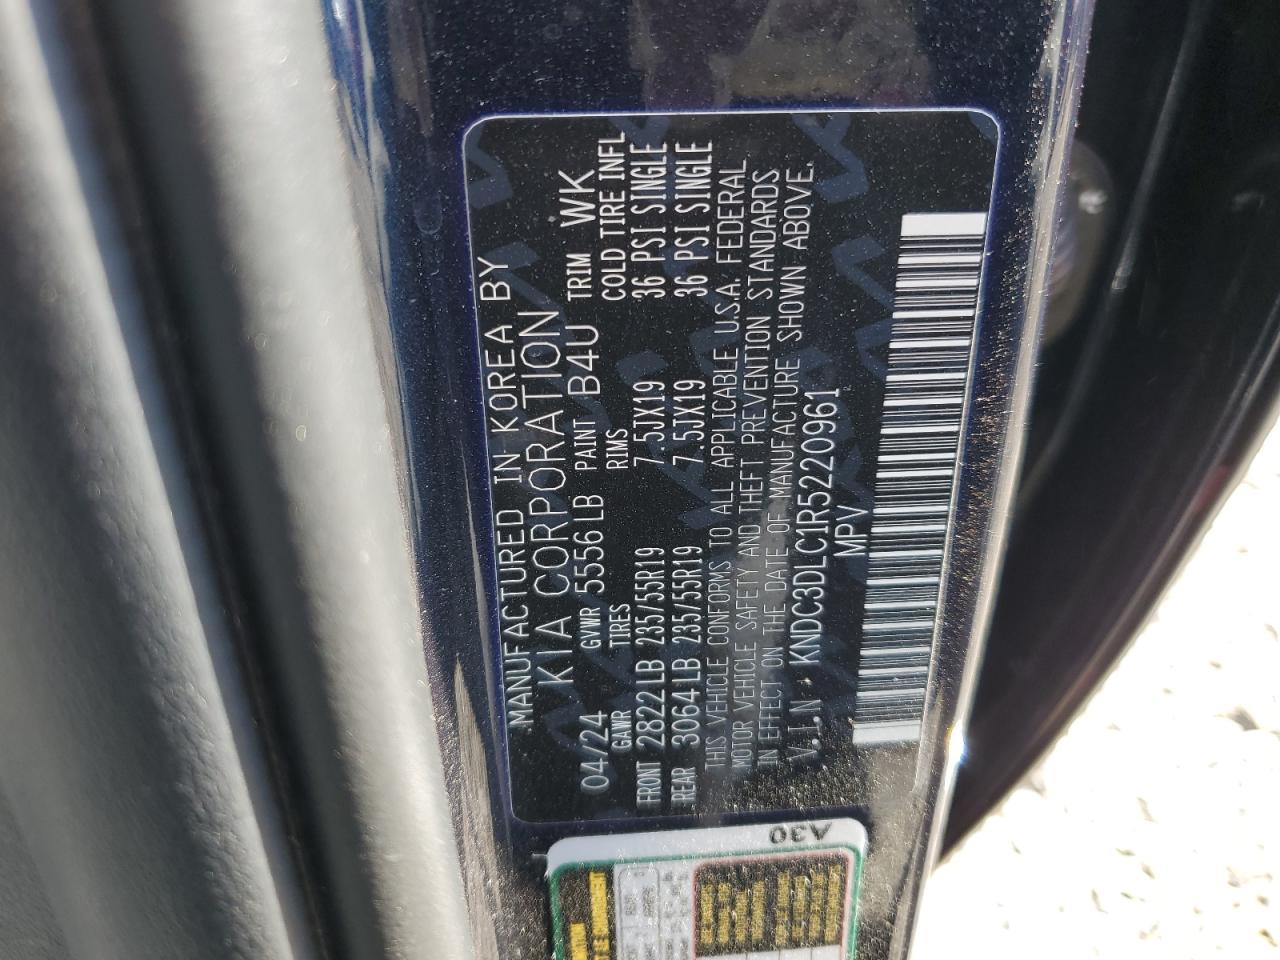 MANUFACTURED IN KOREA BY
KIA CORPORATION
04/24 GVWR 5556LB PAINT B4U TRIM WK
GAWR TIRES RIMS COLD TIRE INFL
FRONT 2822LB 235/55R19 7.5JX19 36 PSI SINGLE
REAR 3064LB 235/55R19 7.5JX19 36 PSI SINGLE
THIS VEHICLE CONFORMS TO ALL APPLICABLE U.S.A. FEDERAL
MOTOR VEHICLE SAFETY AND THEFT PREVENTION STANDARDS
IN EFFECT ON THE DATE OF MANUFACTURE SHOWN ABOVE.
V.I.N. KNDC3DLC1R5220961
MPV
A30